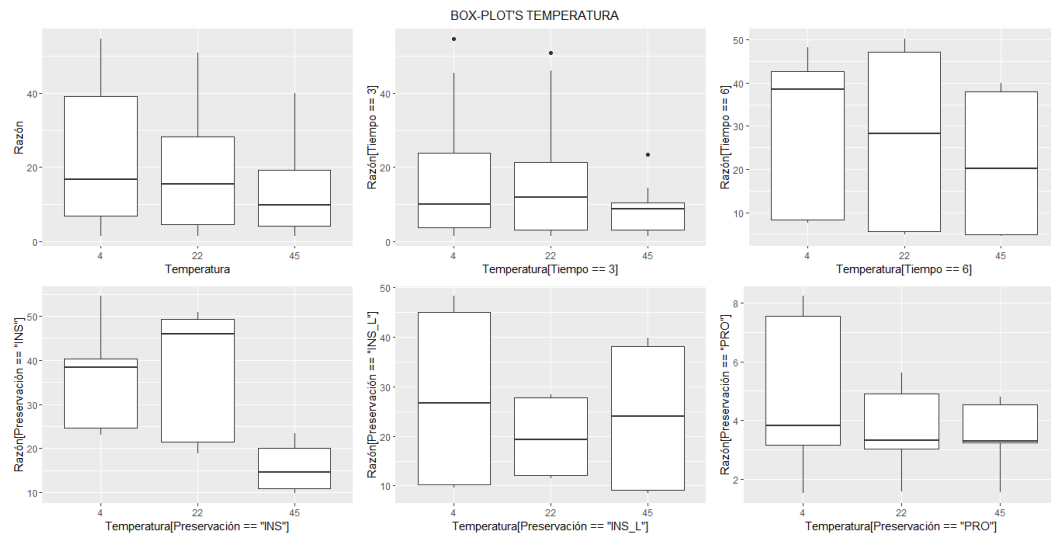 BOX-PLOT'S TEMPERATURA
Razón
40
20
0
4 22 45
Temperatura
Razón[Tiempo == 3]
40
20
0
4 22 45
Temperatura[Tiempo == 3]
Razón[Tiempo == 6]
50
40
30
20
10
4 22 45
Temperatura[Tiempo == 6]
Razón[Preservación == "INS"]
50
40
30
20
10
4 22 45
Temperatura[Preservación == "INS"]
Razón[Preservación == "INS_L"]
50
40
30
20
10
4 22 45
Temperatura[Preservación == "INS_L"]
Razón[Preservación == "PRO"]
8
6
4
2
4 22 45
Temperatura[Preservación == "PRO"]